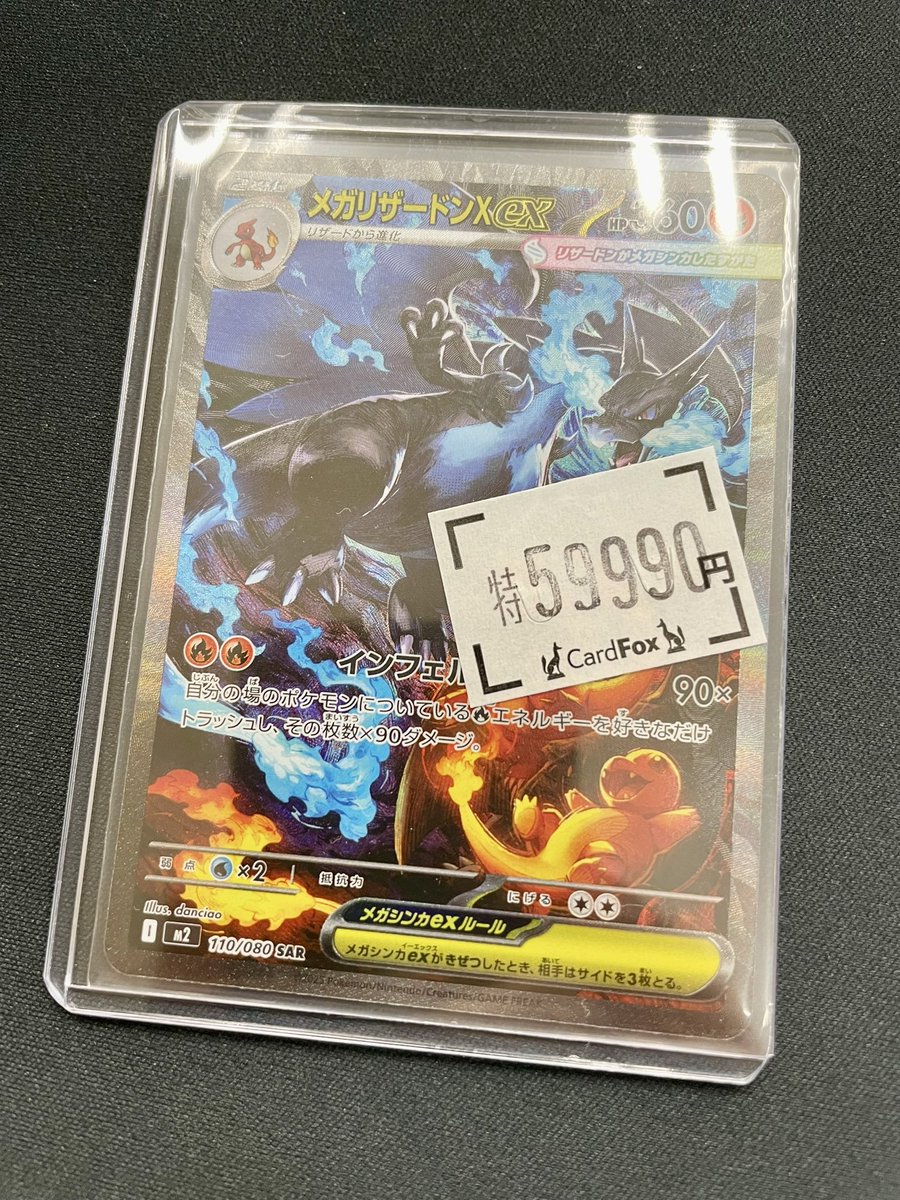 メガリザードンXex HP360
リザードから進化
リザードンがメガシンカしたすがた
特59990円
CardFox
インフェル
90×
自分の場のポケモンについているエネルギーを好きなだけ
トラッシュし、その枚数×90ダメージ。
弱点 ×2 抵抗力 にげる
Illus. danciao
I M2 110/080 SAR
メガシンカexルール
メガシンカexがきぜつしたとき、相手はサイドを3枚とる。
Pokémon/Nintendo/Creatures/GAME FREAK